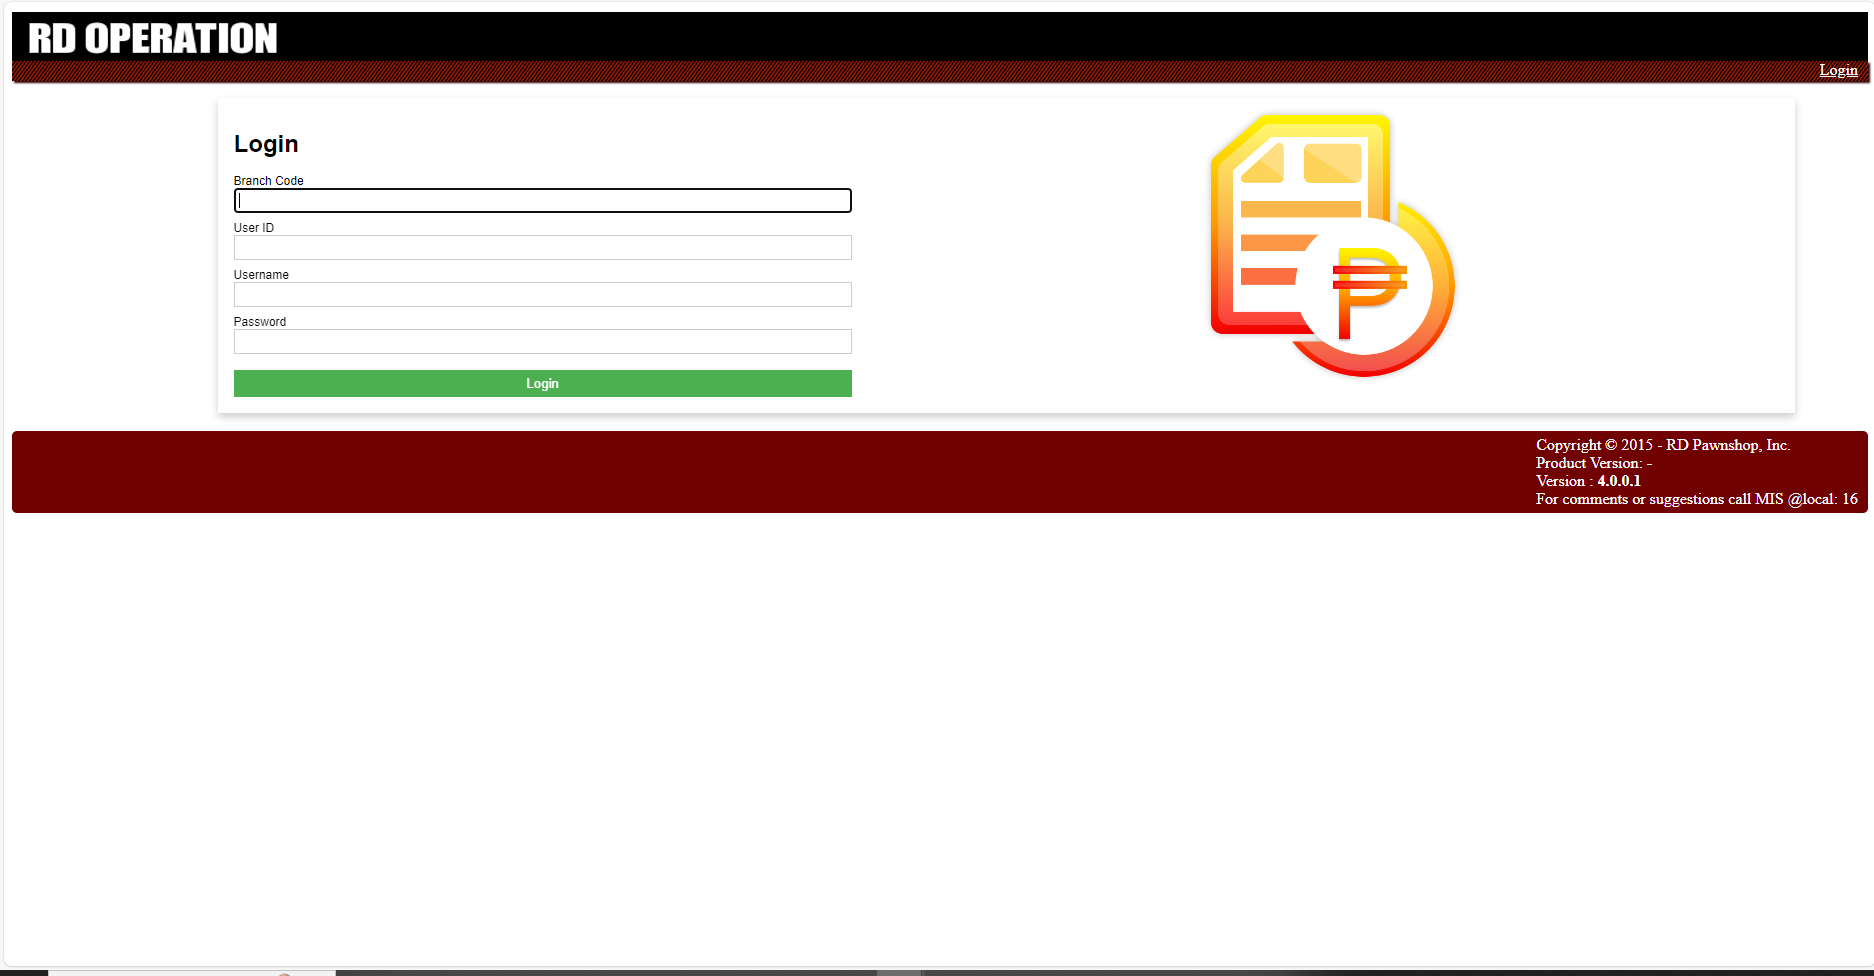 RD OPERATION
Login
Login
Branch Code
User ID
Username
Password
Login
Copyright © 2015 - RD Pawnshop, Inc.
Product Version: -
Version : 4.0.0.1
For comments or suggestions call MIS @local: 16